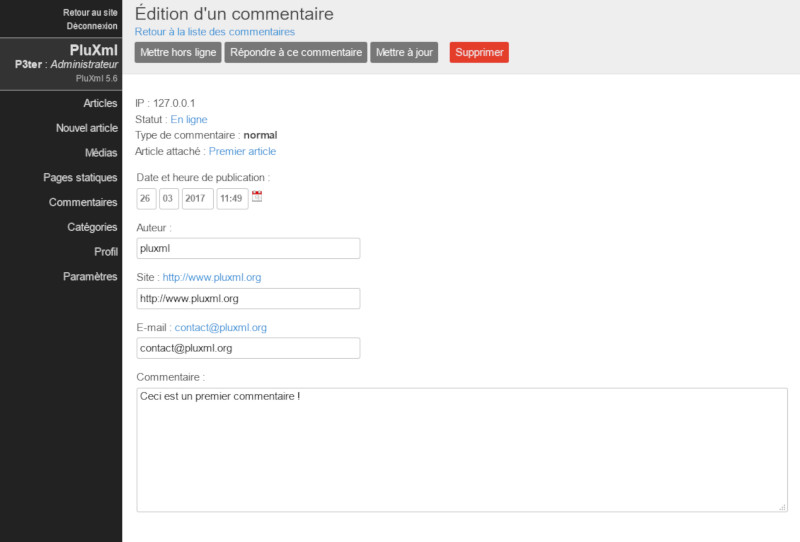 Retour au site
Déconnexion
PluXml
P3ter : Administrateur
PluXml 5.6
Articles
Nouvel article
Médias
Pages statiques
Commentaires
Catégories
Profil
Paramètres
Édition d'un commentaire
Retour à la liste des commentaires
Mettre hors ligne Répondre à ce commentaire Mettre à jour Supprimer
IP : 127.0.0.1
Statut : En ligne
Type de commentaire : normal
Article attaché : Premier article
Date et heure de publication :
26 03 2017 11:49
Auteur :
pluxml
Site : http://www.pluxml.org
http://www.pluxml.org
E-mail : contact@pluxml.org
contact@pluxml.org
Commentaire :
Ceci est un premier commentaire !